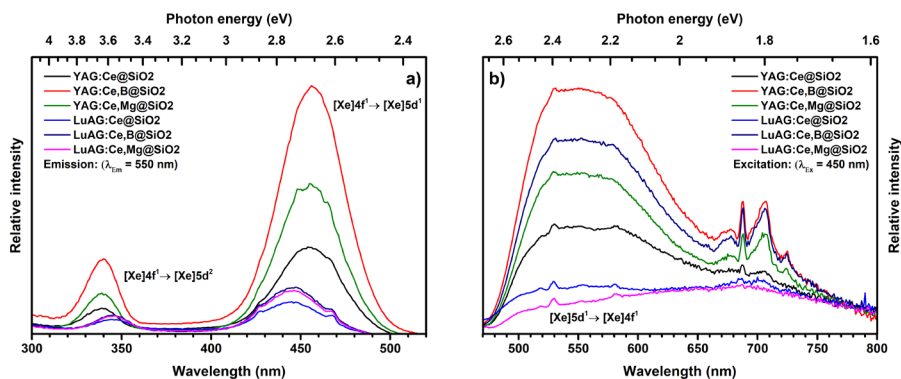 Photon energy (eV)
4 3.8 3.6 3.4 3.2 3 2.8 2.6 2.4
YAG:Ce@SiO2
YAG:Ce,B@SiO2
YAG:Ce,Mg@SiO2
LuAG:Ce@SiO2
LuAG:Ce,B@SiO2
LuAG:Ce,Mg@SiO2
Emission: (λEm = 550 nm)
a)
[Xe]4f¹→ [Xe]5d¹
[Xe]4f¹→ [Xe]5d²
Relative intensity
300 350 400 450 500
Wavelength (nm)
Photon energy (eV)
2.6 2.4 2.2 2 1.8 1.6
b)
YAG:Ce@SiO2
YAG:Ce,B@SiO2
YAG:Ce,Mg@SiO2
LuAG:Ce@SiO2
LuAG:Ce,B@SiO2
LuAG:Ce,Mg@SiO2
Excitation: (λEx = 450 nm)
[Xe]5d¹→ [Xe]4f¹
Relative intensity
500 550 600 650 700 750 800
Wavelength (nm)